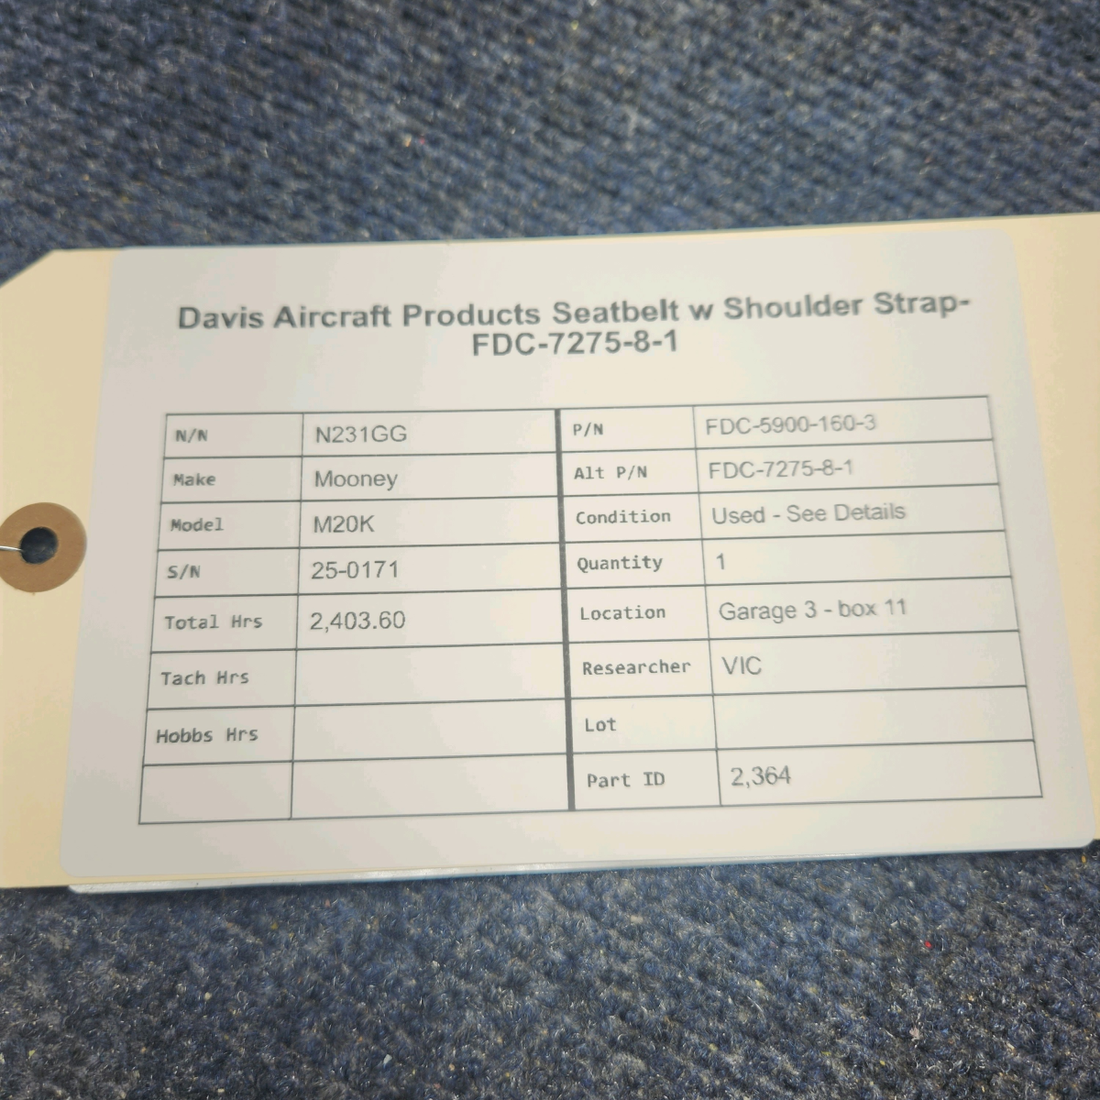 Davis Aircraft Products Seatbelt w Shoulder Strap-
FDC-7275-8-1
N/N N231GG P/N FDC-5900-160-3
Make Mooney Alt P/N FDC-7275-8-1
Model M20K Condition Used - See Details
S/N 25-0171 Quantity 1
Total Hrs 2,403.60 Location Garage 3 - box 11
Tach Hrs Researcher VIC
Hobbs Hrs Lot
Part ID 2,364